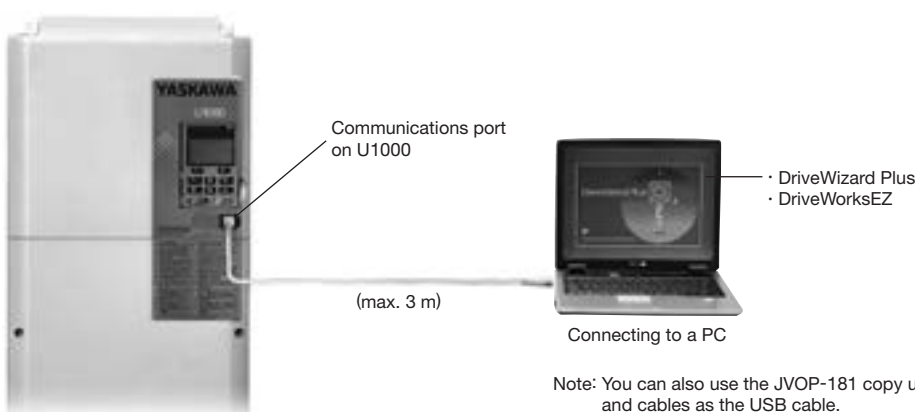 YASKAWA
U1000
Communications port
on U1000
· DriveWizard Plus
· DriveWorksEZ
(max. 3 m)
Connecting to a PC
Note: You can also use the JVOP-181 copy
and cables as the USB cable.